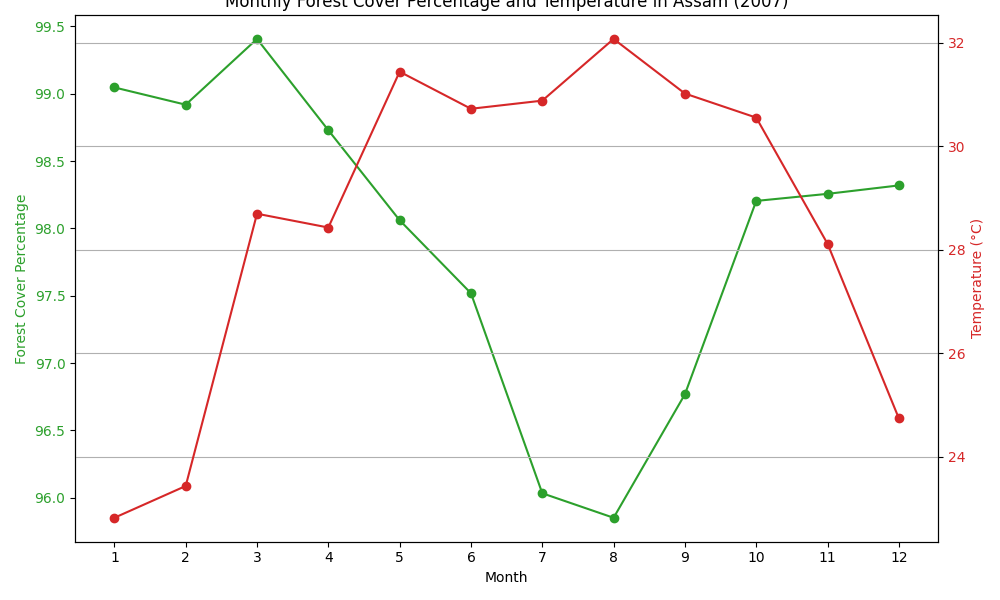 Monthly Forest Cover Percentage and Temperature in Assam (2007)
99.5
99.0
98.5
98.0
97.5
97.0
96.5
96.0
Forest Cover Percentage
32
30
28
26
24
Temperature (°C)
1 2 3 4 5 6 7 8 9 10 11 12
Month